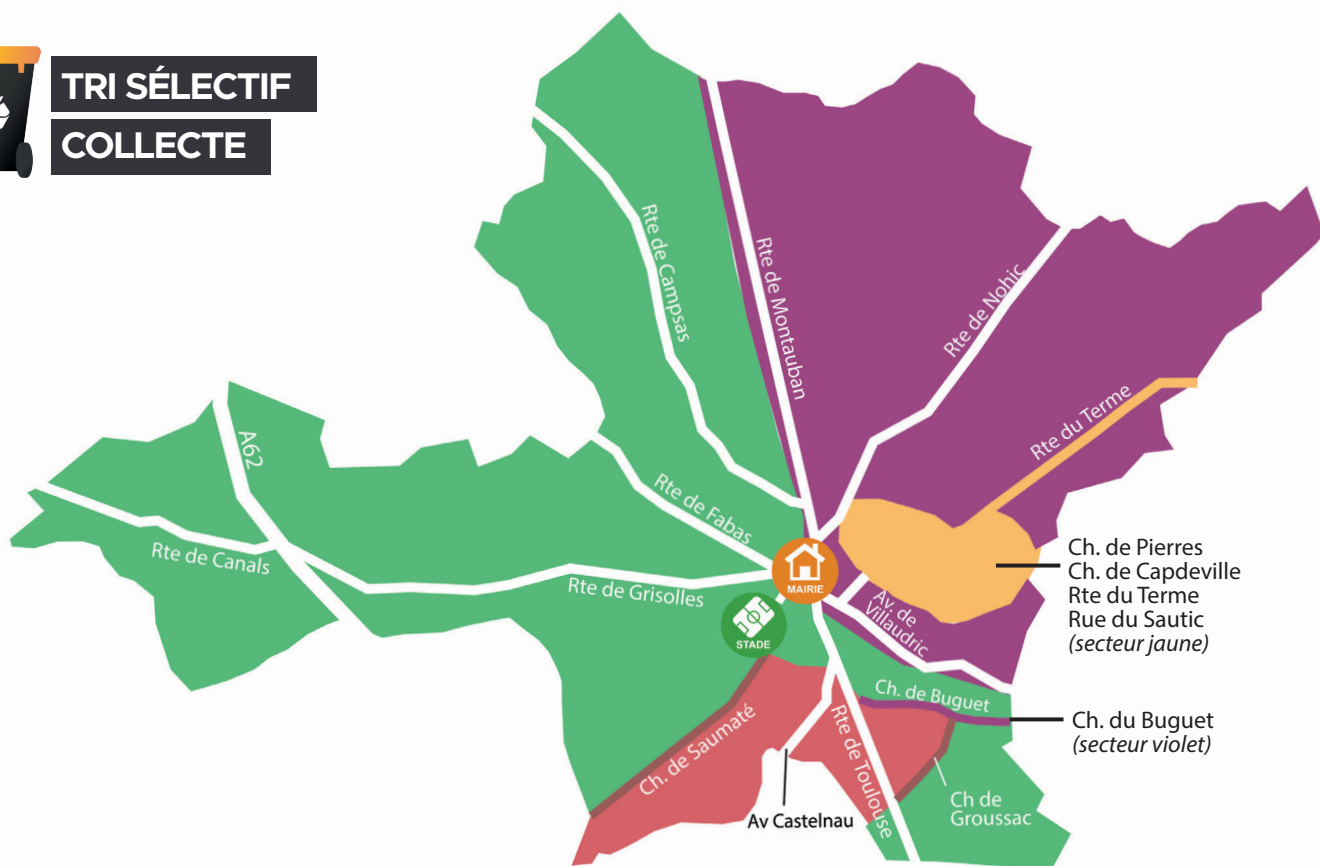 TRI SÉLECTIF
COLLECTE
Rte de Campsas
Rte de Montauban
Rte de Nohic
Rte du Terme
A62
Rte de Fabas
Rte de Canals
Rte de Grisolles
MAIRIE
STADE
Av. de
Villaudric
Ch. de Pierres
Ch. de Capdeville
Rte du Terme
Rue du Sautic
(secteur jaune)
Ch. de Buguet
Ch. du Buguet
(secteur violet)
Ch. de Saumaté
Rte de Toulouse
Av Castelnau
Ch de
Groussac